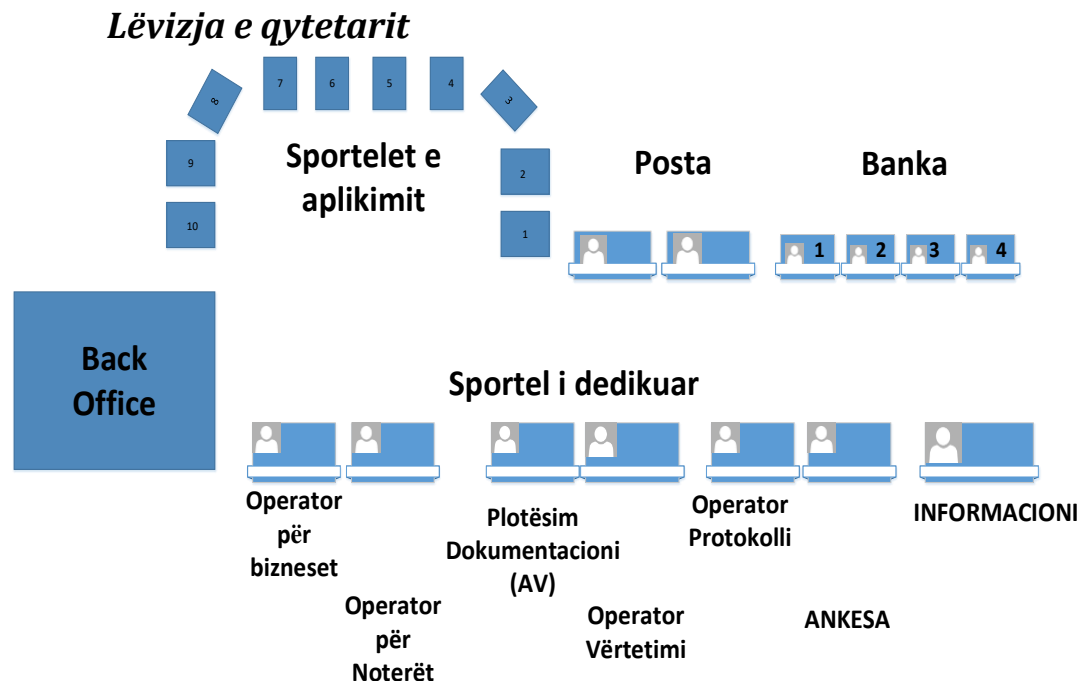 Lëvizja e qytetarit
7
6
5
4
8
3
9
2
10
1
Sportelet e
aplikimit
Posta
Banka
1
2
3
4
Back
Office
Sportel i dedikuar
Operator
për
bizneset
Operator
për
Noterët
Plotësim
Dokumentacioni
(AV)
Operator
Vërtetimi
Operator
Protokolli
ANKESA
INFORMACIONI